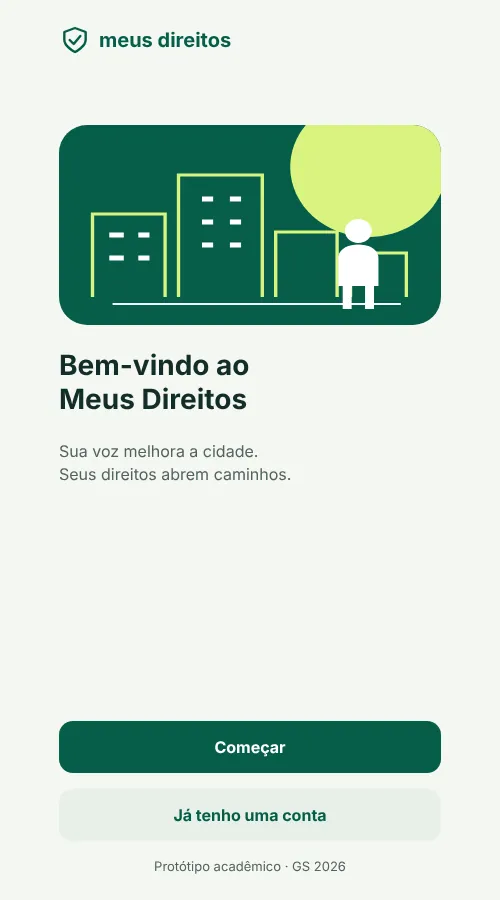 meus direitos
Bem-vindo ao
Meus Direitos
Sua voz melhora a cidade.
Seus direitos abrem caminhos.
Começar
Já tenho uma conta
Protótipo acadêmico · GS 2026